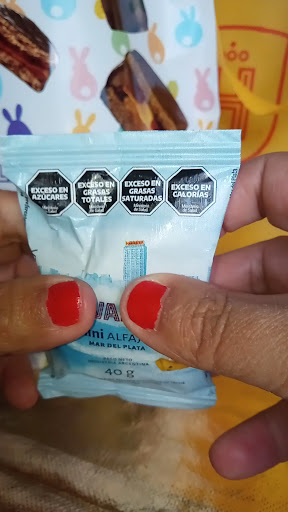 EXCESO EN
AZÚCARES
Ministerio
de Salud
EXCESO EN
GRASAS
TOTALES
Ministerio
de Salud
EXCESO EN
GRASAS
SATURADAS
Ministerio
de Salud
EXCESO EN
CALORÍAS
Ministerio
de Salud
MAR DEL PLATA
40 g